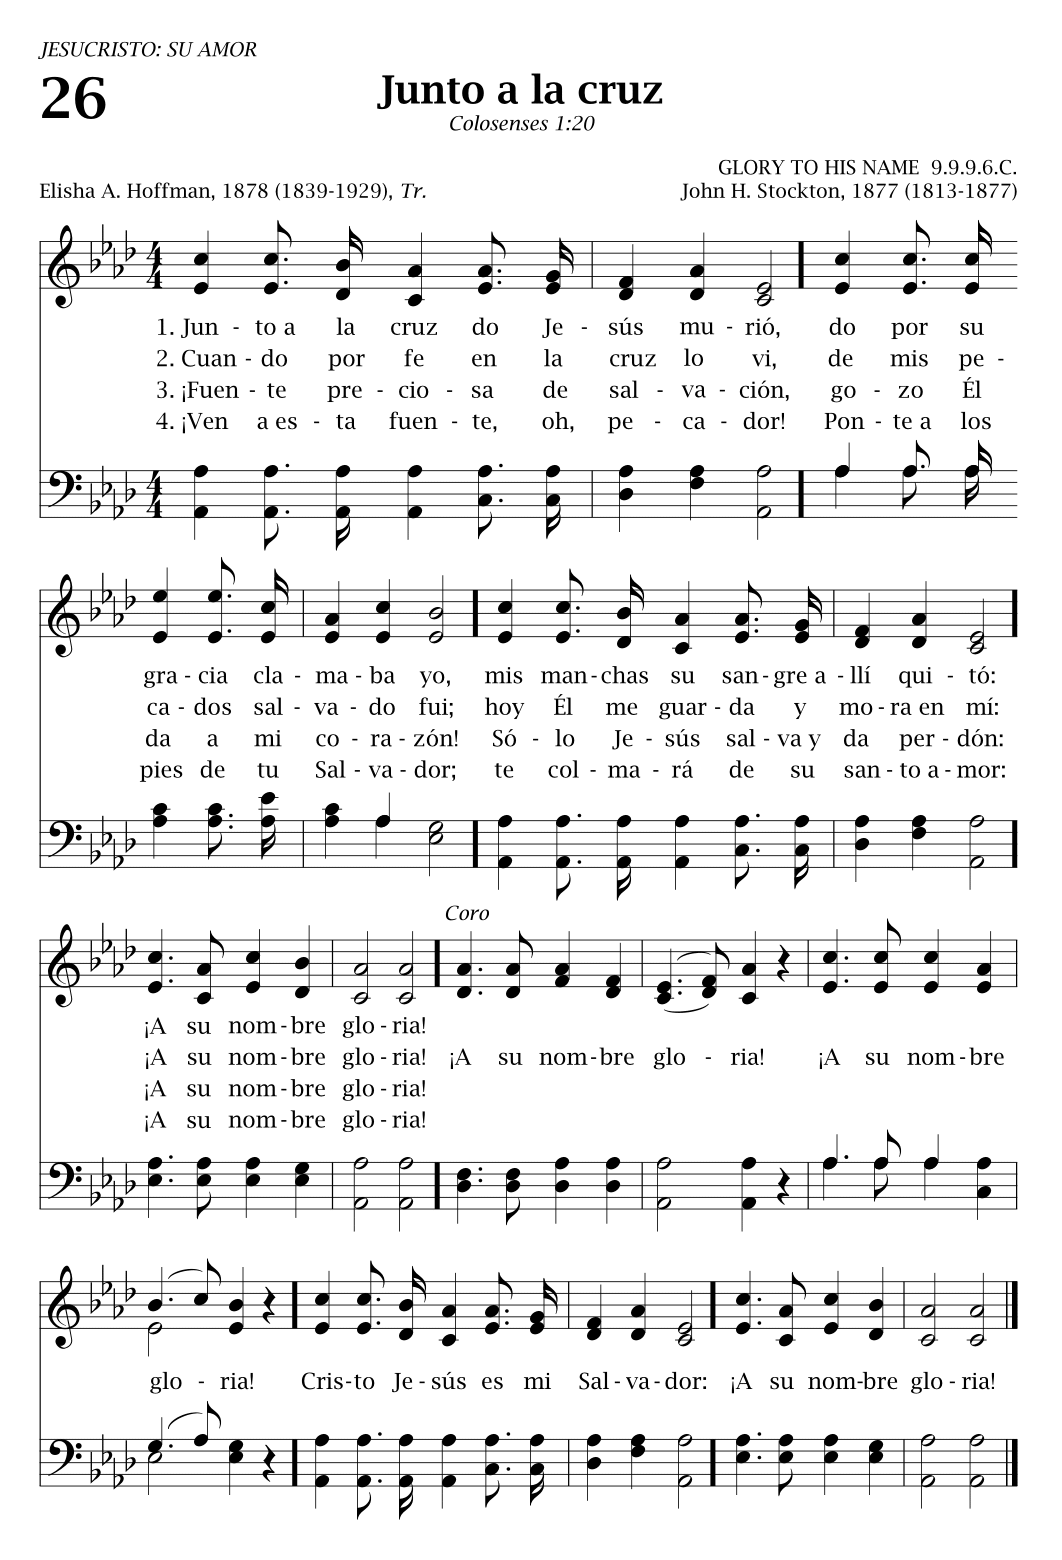 JESUCRISTO: SU AMOR
26
Junto a la cruz
Colosenses 1:20
GLORY TO HIS NAME 9.9.9.6.C.
Elisha A. Hoffman, 1878 (1839-1929), Tr.
John H. Stockton, 1877 (1813-1877)
1. Jun - to a la cruz do Je - sús mu - rió, do por su
2. Cuan - do por fe en la cruz lo vi, de mis pe -
3. ¡Fuen - te pre - cio - sa de sal - va - ción, go - zo Él
4. ¡Ven a es - ta fuen - te, oh, pe - ca - dor! Pon - te a los
gra - cia cla - ma - ba yo, mis man - chas su san - gre a - llí qui - tó:
ca - dos sal - va - do fui; hoy Él me guar - da y mo - ra en mí:
da a mi co - ra - zón! Só - lo Je - sús sal - va y da per - dón:
pies de tu Sal - va - dor; te col - ma - rá de su san - to a - mor:
Coro
¡A su nom - bre glo - ria!
¡A su nom - bre glo - ria! ¡A su nom - bre glo - ria! ¡A su nom - bre
¡A su nom - bre glo - ria!
¡A su nom - bre glo - ria!
glo - ria! Cris - to Je - sús es mi Sal - va - dor: ¡A su nom - bre glo - ria!